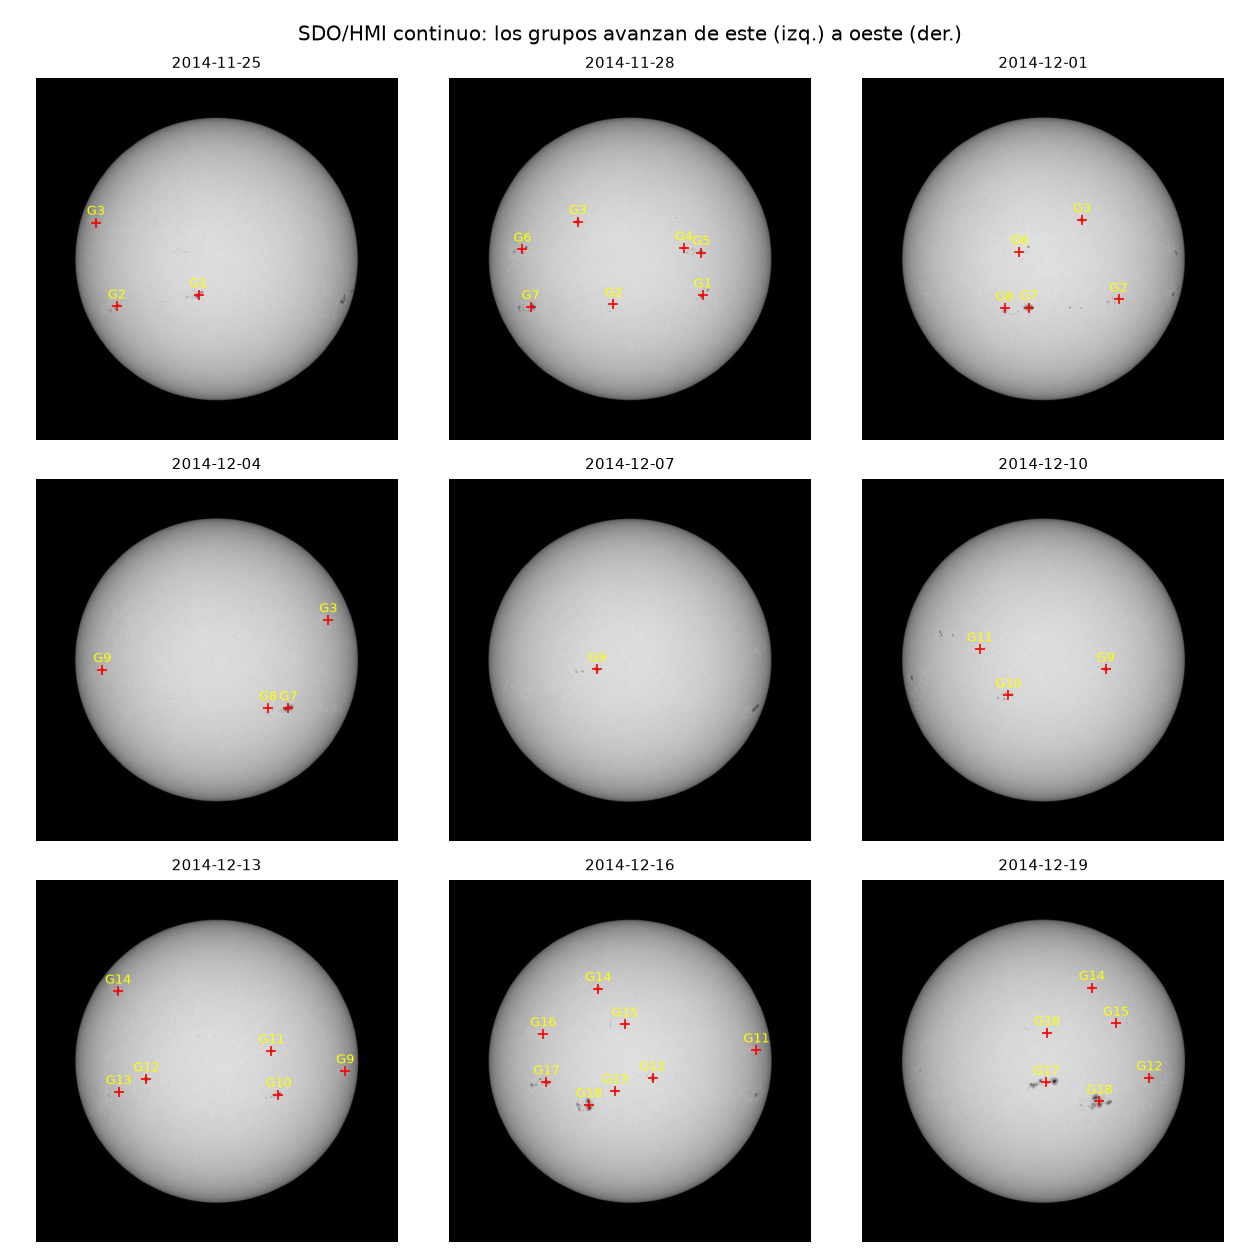 SDO/HMI continuo: los grupos avanzan de este (izq.) a oeste (der.)
2014-11-25
2014-11-28
2014-12-01
G3
G2
G1
G3
G6
G4
G5
G7
G2
G1
G3
G6
G8
G7
G2
2014-12-04
2014-12-07
2014-12-10
G3
G9
G8
G7
G9
G11
G9
G10
2014-12-13
2014-12-16
2014-12-19
G14
G11
G9
G12
G13
G10
G14
G15
G16
G11
G17
G12
G13
G18
G14
G15
G16
G17
G12
G18